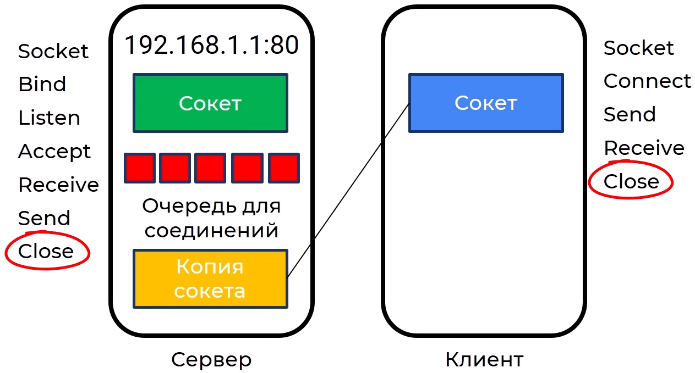 Socket
Bind
Listen
Accept
Receive
Send
Close
192.168.1.1:80
Сокет
Очередь для
соединений
Копия
сокета
Сервер
Сокет
Клиент
Socket
Connect
Send
Receive
Close